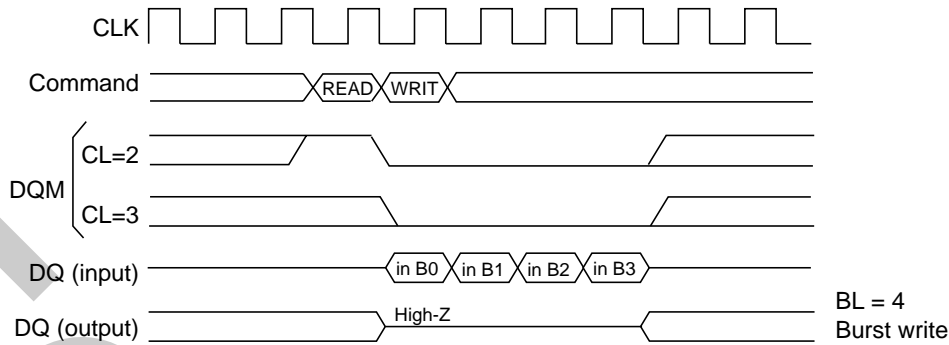 CLK
Command READ WRIT
DQM
CL=2
CL=3
DQ (input) in B0 in B1 in B2 in B3
DQ (output) High-Z
BL = 4
Burst write